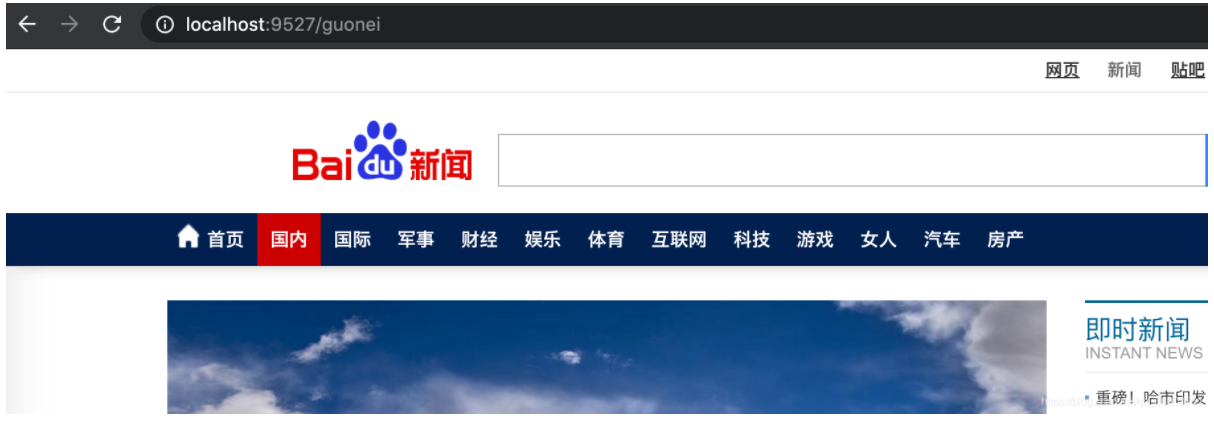 localhost:9527/guonei
网页 新闻 贴吧
Bai du 新闻
首页 国内 国际 军事 财经 娱乐 体育 互联网 科技 游戏 女人 汽车 房产
即时新闻
INSTANT NEWS
重磅！哈市印发